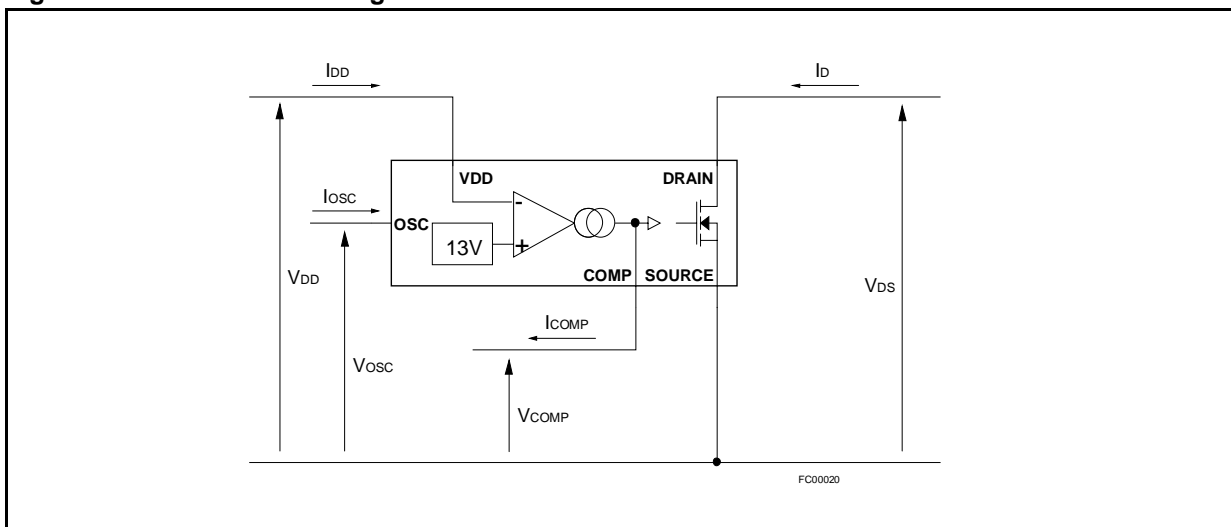 IDD
ID
VDD
DRAIN
IOSC
OSC
-
13V
+
COMP
SOURCE
VDD
VDS
ICOMP
VOSC
VCOMP
FC00020